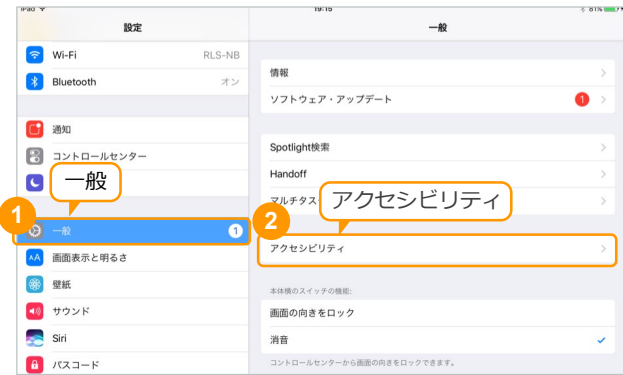 iPad
19:15
81%
設定
一般
Wi-Fi
RLS-NB
Bluetooth
オン
通知
コントロールセンター
一般
1
一般
1
画面表示と明るさ
AA
壁紙
サウンド
Siri
パスコード
情報
ソフトウェア・アップデート
1
Spotlight検索
Handoff
マルチタス
アクセシビリティ
2
アクセシビリティ
本体横のスイッチの機能:
画面の向きをロック
消音
コントロールセンターから画面の向きをロックできます。